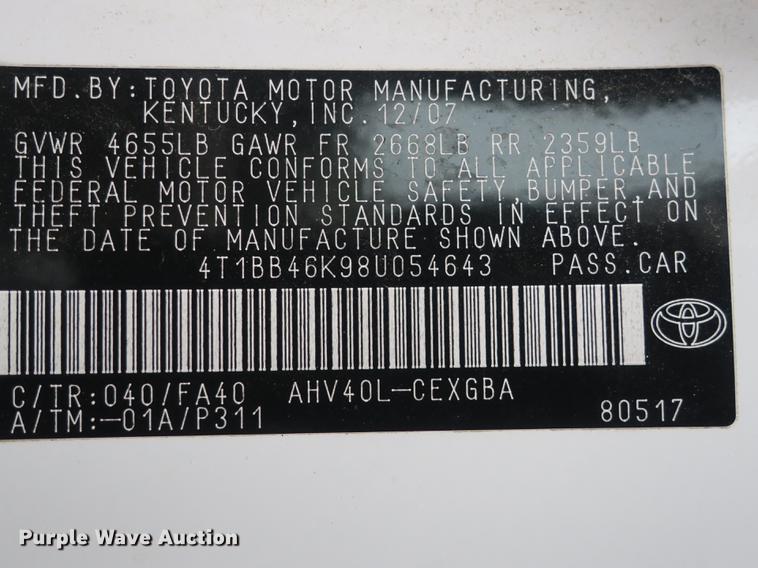 MFD. BY: TOYOTA MOTOR MANUFACTURING,
KENTUCKY, INC. 12/07
GVWR 4655LB GAWR FR 2668LB RR 2359LB
THIS VEHICLE CONFORMS TO ALL APPLICABLE
FEDERAL MOTOR VEHICLE SAFETY, BUMPER, AND
THEFT PREVENTION STANDARDS IN EFFECT ON
THE DATE OF MANUFACTURE SHOWN ABOVE.
4T1BB46K98U054643 PASS.CAR
C/TR:040/FA40 AHV40L-CEXGBA
A/TM:-01A/P311 80517
Purple Wave Auction